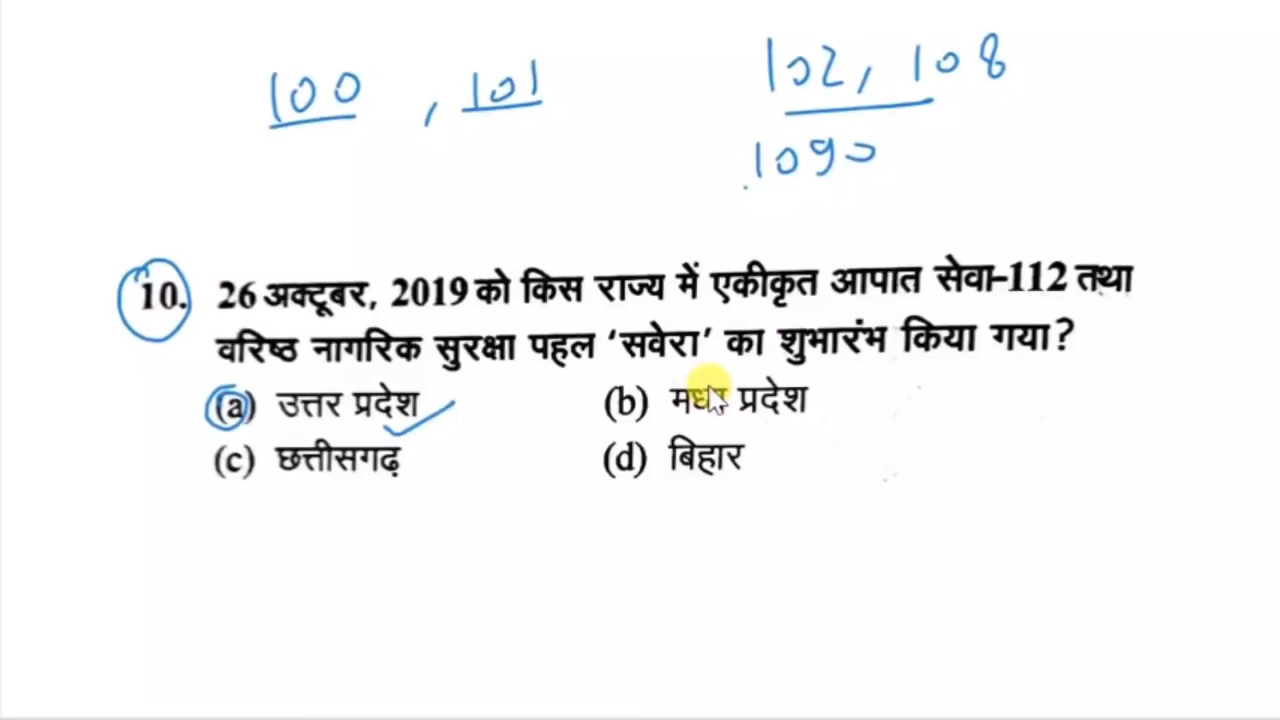 100 , 101 102, 108
1090
10. 26 अक्टूबर, 2019 को किस राज्य में एकीकृत आपात सेवा-112 तथा
वरिष्ठ नागरिक सुरक्षा पहल ‘सवेरा’ का शुभारंभ किया गया?
(a) उत्तर प्रदेश (b) मध्य प्रदेश
(c) छत्तीसगढ़ (d) बिहार